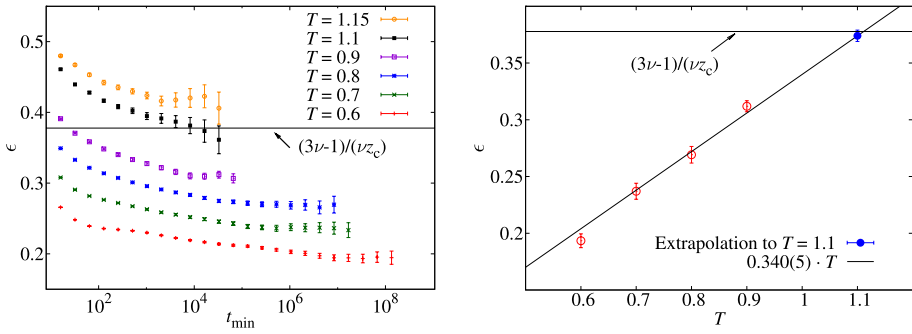 T = 1.15
T = 1.1
T = 0.9
T = 0.8
T = 0.7
T = 0.6
0.5
0.4
0.3
0.2
ϵ
(3ν-1)/(νz_c)
10^2 10^4 10^6 10^8
t_min
0.4
0.35
0.3
0.25
0.2
ϵ
(3ν-1)/(νz_c)
Extrapolation to T = 1.1
0.340(5) · T
0.6 0.7 0.8 0.9 1 1.1
T